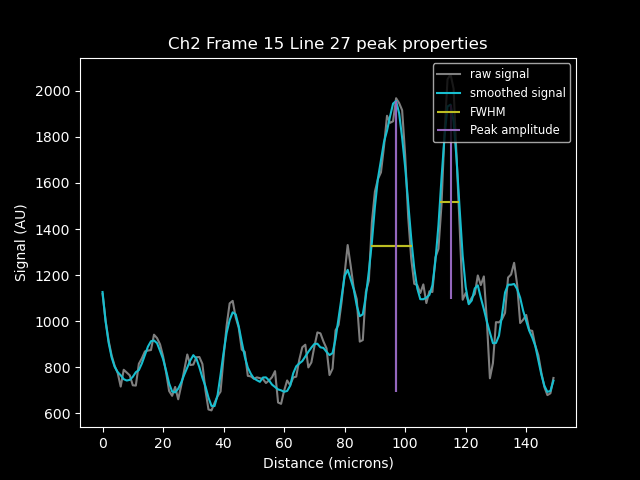 Ch2 Frame 15 Line 27 peak properties
raw signal
smoothed signal
FWHM
Peak amplitude
Signal (AU)
2000
1800
1600
1400
1200
1000
800
600
0 20 40 60 80 100 120 140
Distance (microns)